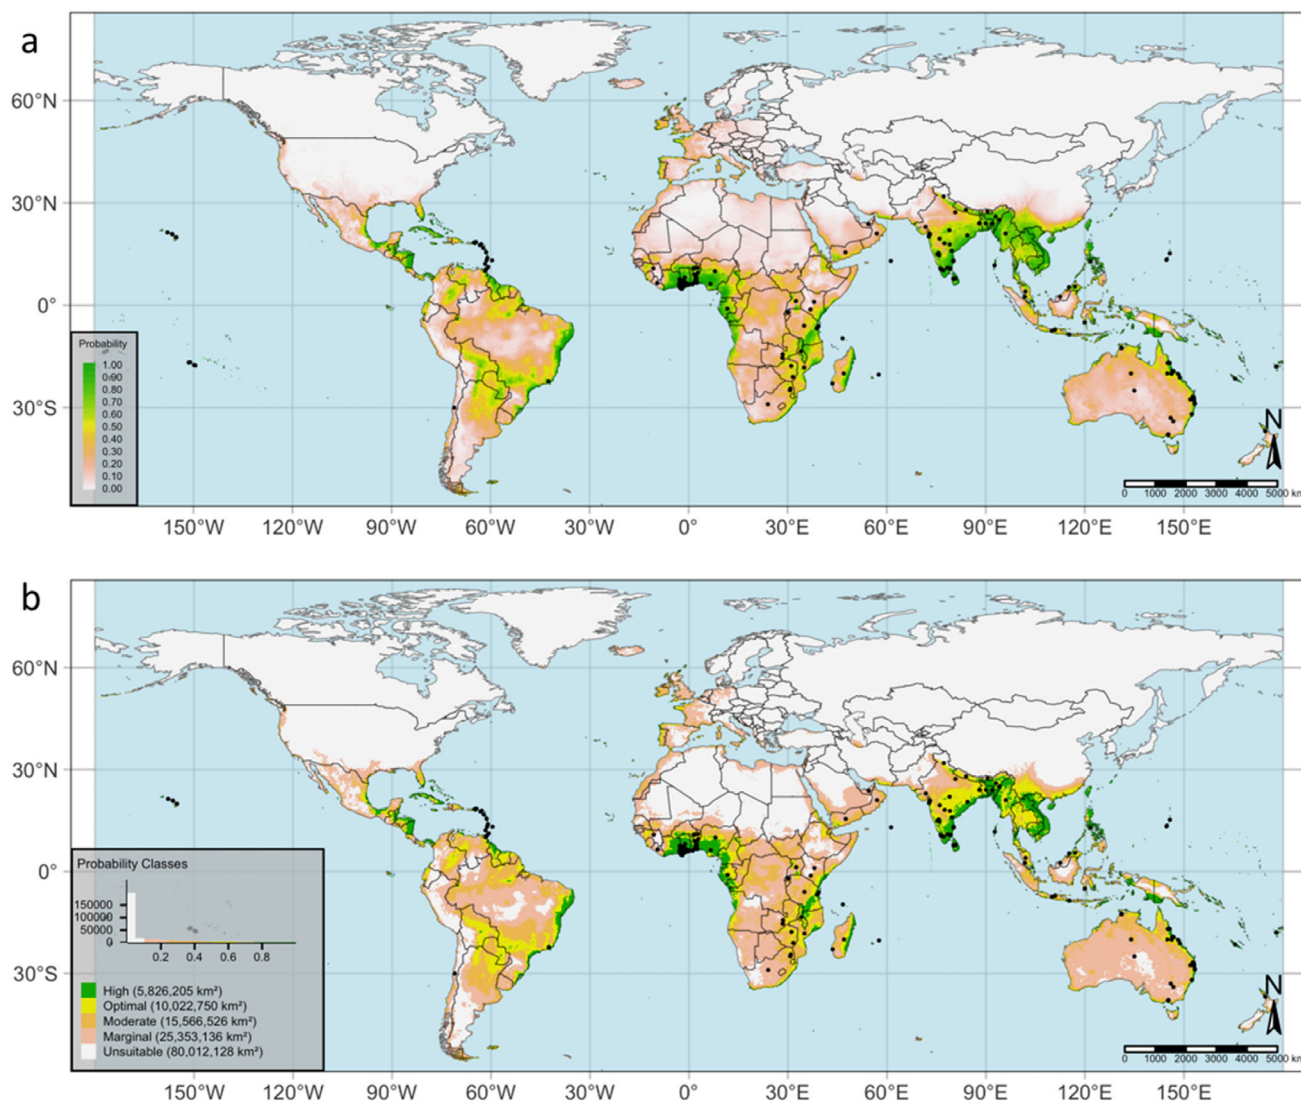 a
60°N
30°N
0°
30°S
Probability
1.00
0.90
0.80
0.70
0.60
0.50
0.40
0.30
0.20
0.10
0.00
N
0 1000 2000 3000 4000 5000 km
150°W 120°W 90°W 60°W 30°W 0° 30°E 60°E 90°E 120°E 150°E
b
60°N
30°N
0°
30°S
Probability Classes
150000
100000
50000
0
0.2 0.4 0.6 0.8
High (5,826,205 km²)
Optimal (10,022,750 km²)
Moderate (15,566,526 km²)
Marginal (25,353,136 km²)
Unsuitable (80,012,128 km²)
N
0 1000 2000 3000 4000 5000 km
150°W 120°W 90°W 60°W 30°W 0° 30°E 60°E 90°E 120°E 150°E